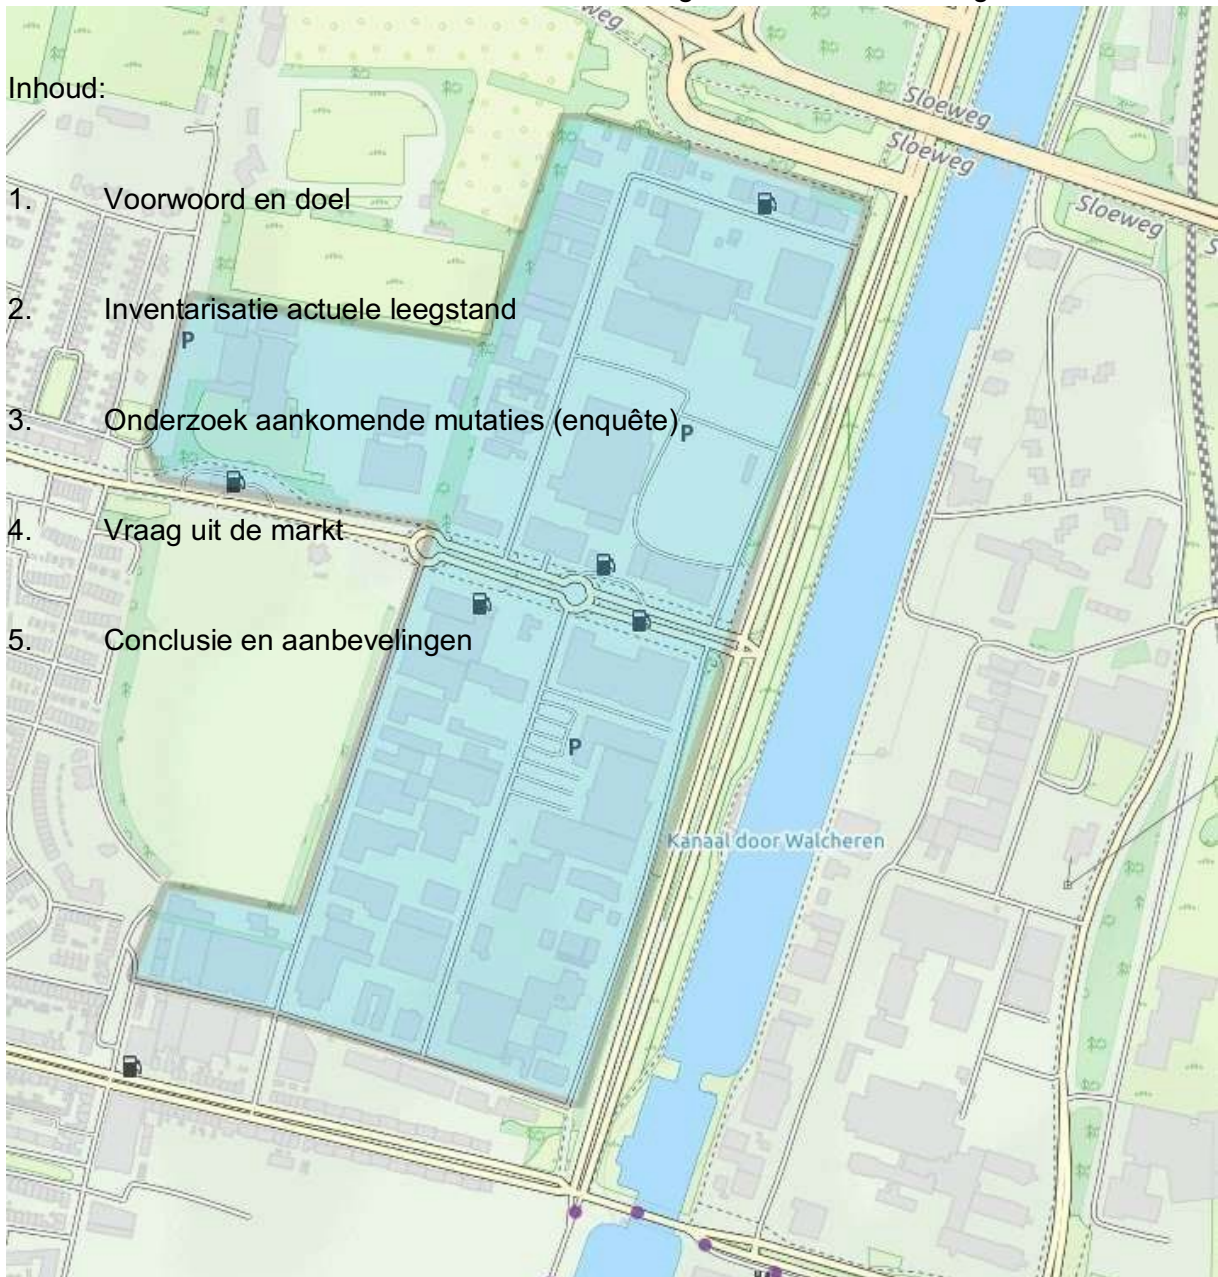 Inhoud:
Sloeweg
Sloeweg
1. Voorwoord en doel
Sloeweg
2. Inventarisatie actuele leegstand
P
3. Onderzoek aankomende mutaties (enquête)
P
4. Vraag uit de markt
5. Conclusie en aanbevelingen
P
Kanaal door Walcheren